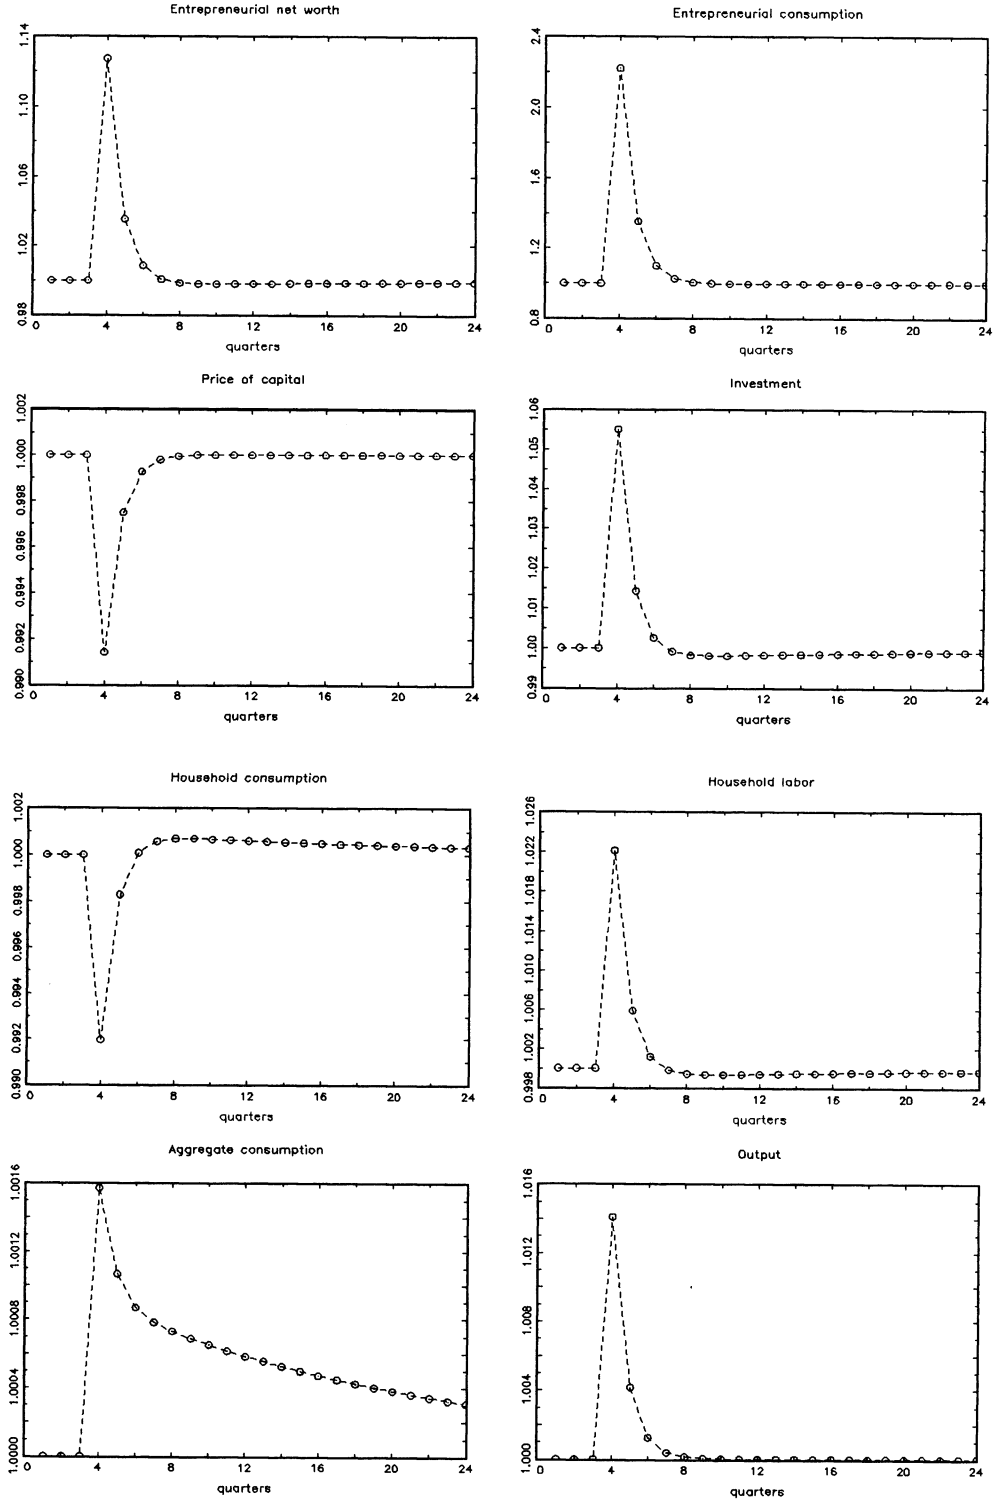 Entrepreneurial net worth
1.14
1.10
1.06
1.02
0.98
0 4 8 12 16 20 24
quarters
Entrepreneurial consumption
2.4
2.0
1.6
1.2
0.8
0 4 8 12 16 20 24
quarters
Price of capital
1.002
1.000
0.998
0.996
0.994
0.992
0.990
0 4 8 12 16 20 24
quarters
Investment
1.06
1.05
1.04
1.03
1.02
1.01
1.00
0.99
0 4 8 12 16 20 24
quarters
Household consumption
1.002
1.000
0.998
0.996
0.994
0.992
0.990
0 4 8 12 16 20 24
quarters
Household labor
1.026
1.022
1.018
1.014
1.010
1.006
1.002
0.998
0 4 8 12 16 20 24
quarters
Aggregate consumption
1.0016
1.0012
1.0008
1.0004
1.0000
0 4 8 12 16 20 24
quarters
Output
1.016
1.012
1.008
1.004
1.000
0 4 8 12 16 20 24
quarters